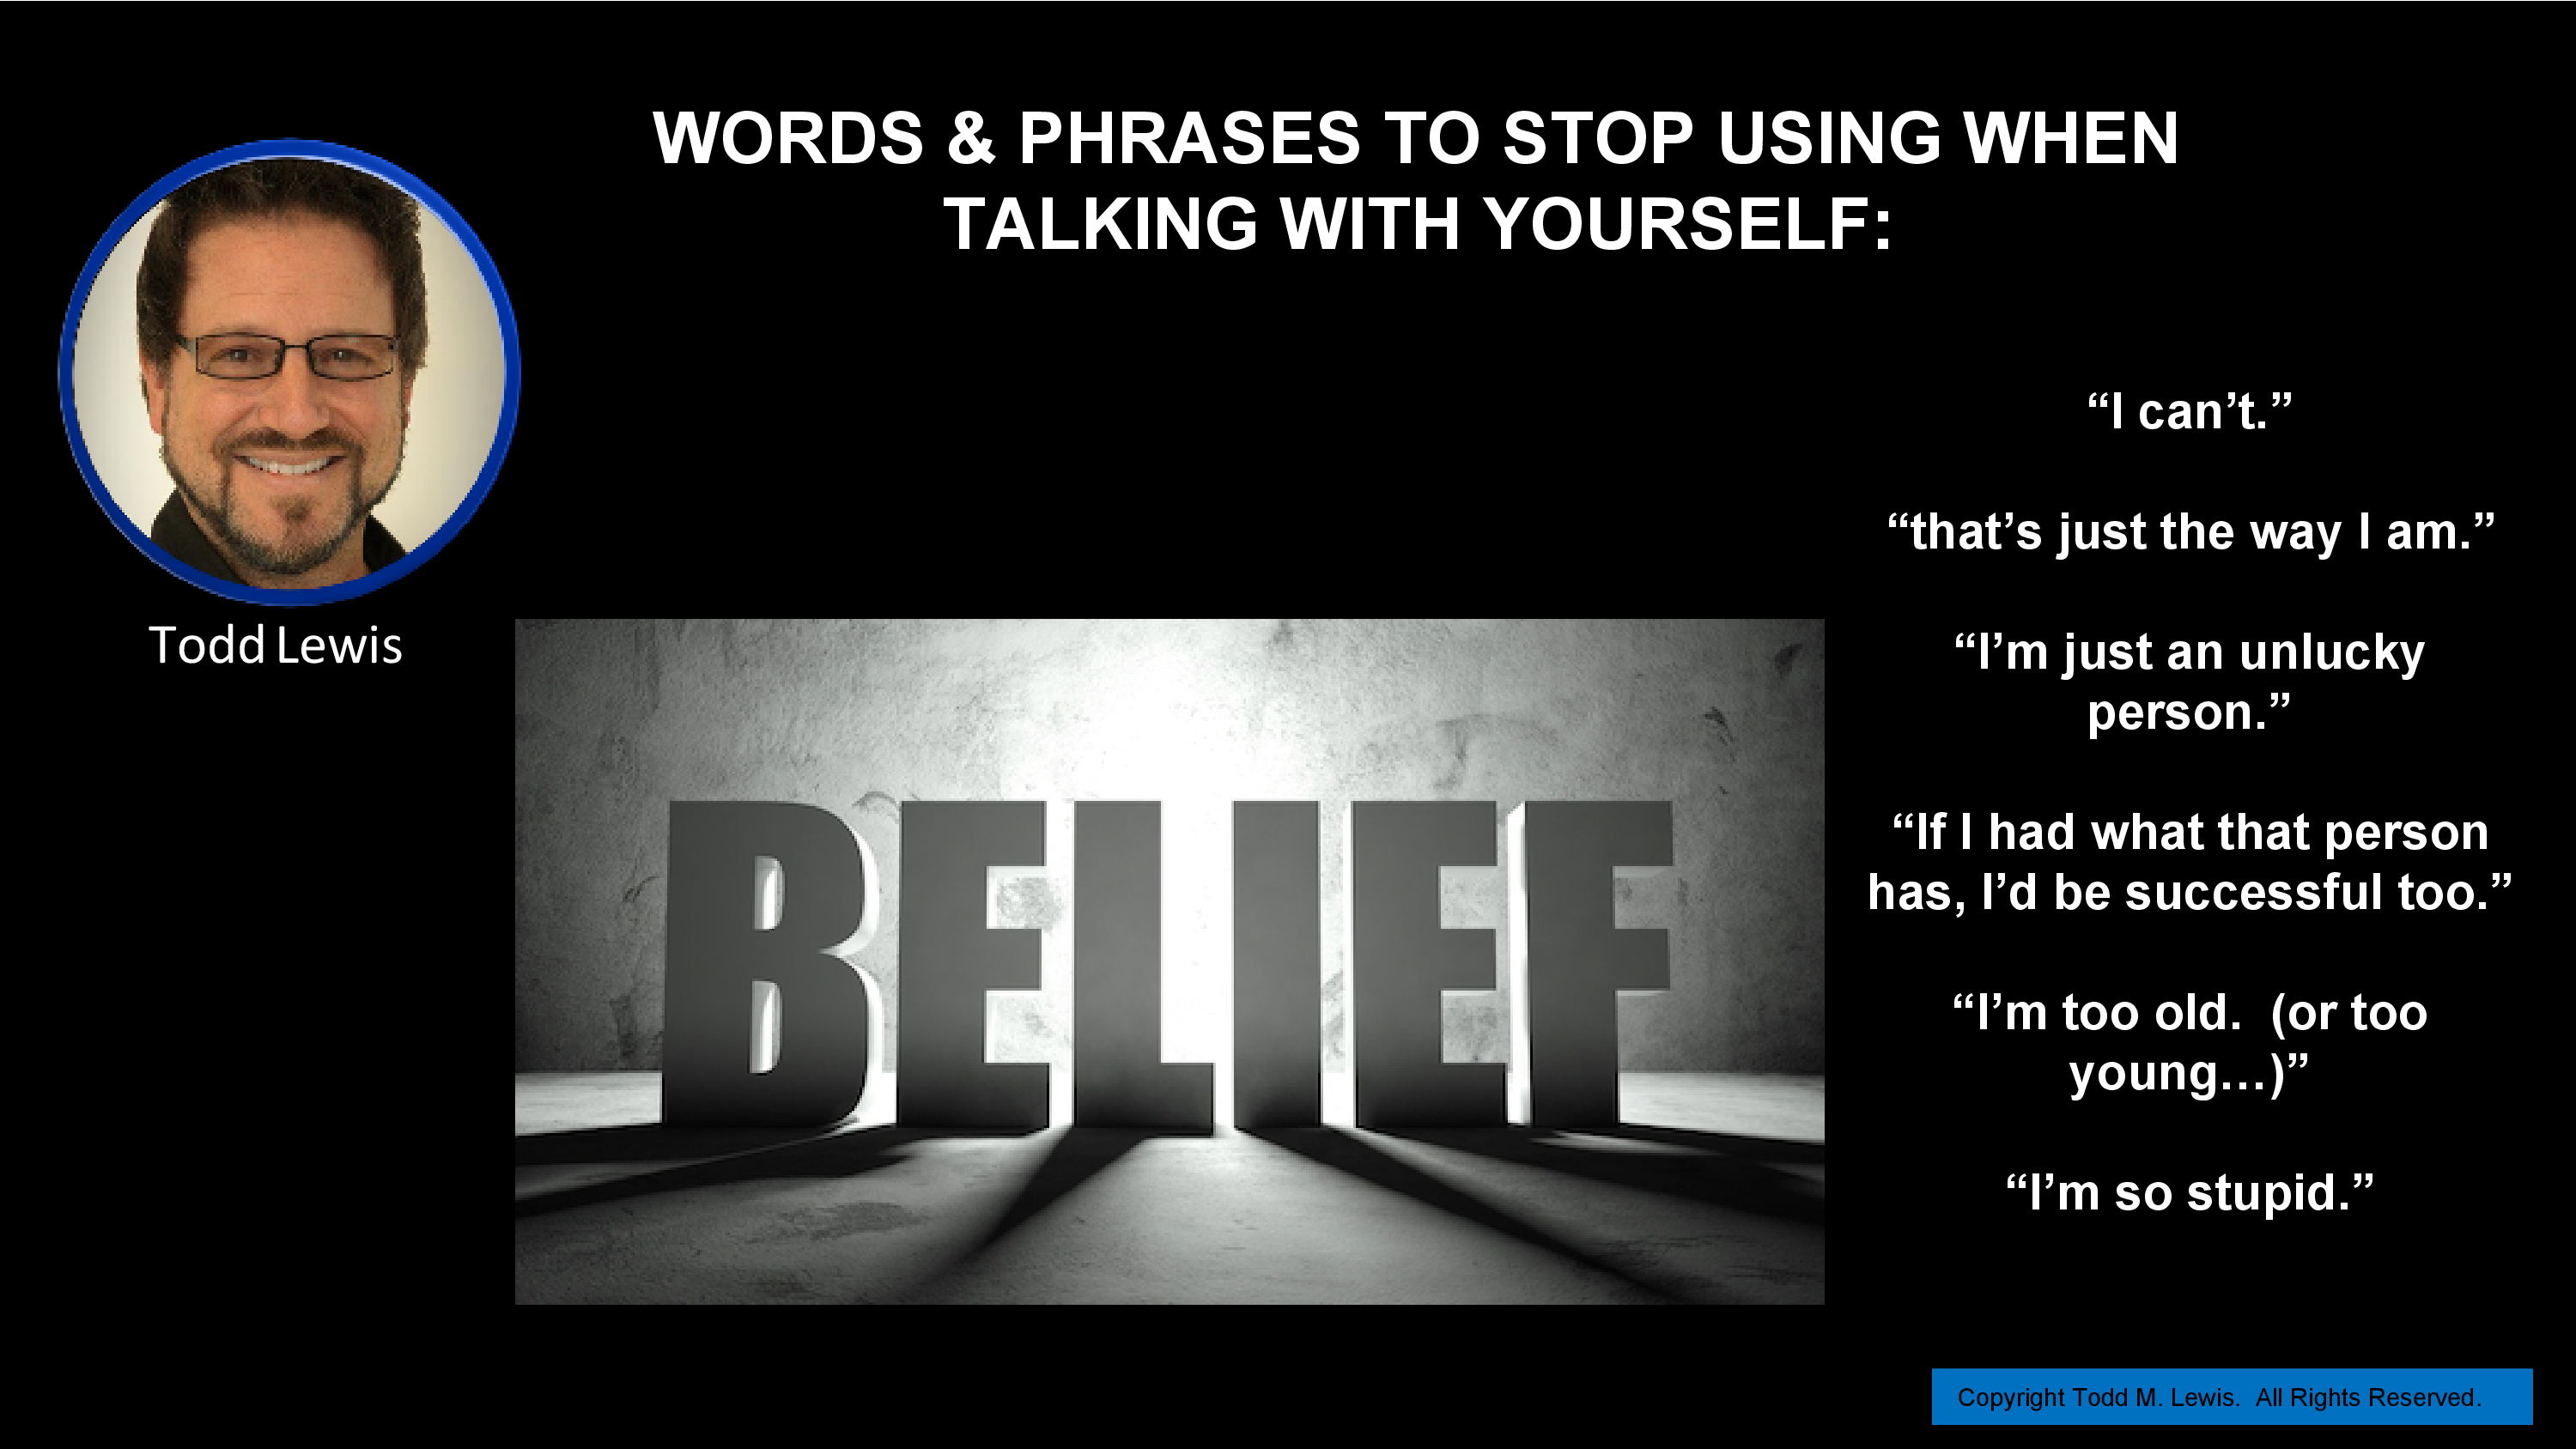 WORDS & PHRASES TO STOP USING WHEN
TALKING WITH YOURSELF:
Todd Lewis
BELIEF
“I can’t.”
“that’s just the way I am.”
“I’m just an unlucky
person.”
“If I had what that person
has, I’d be successful too.”
“I’m too old.  (or too
young…)”
“I’m so stupid.”
Copyright Todd M. Lewis.  All Rights Reserved.